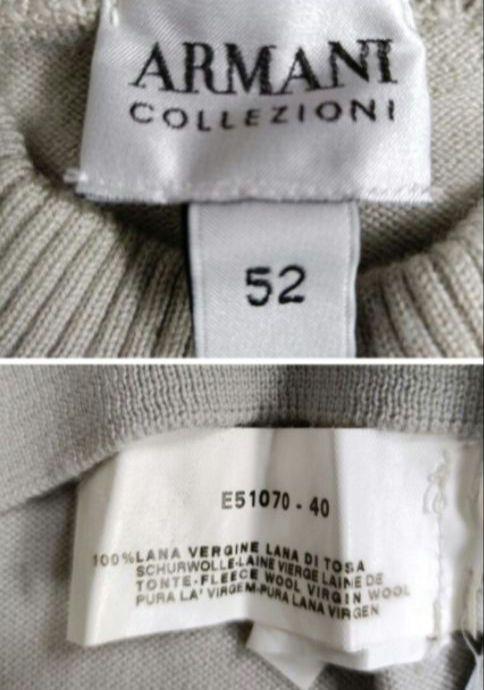 ARMANI
COLLEZIONI
52
E51070 - 40
100%LANA VERGINE LANA DI TOSA
SCHURWOLLE-LAINE VIERGE LAINE DE
TONTE-FLEECE WOOL VIRGIN WOOL
PURA LA' VIRGEM-PURA LANA VIRGEN